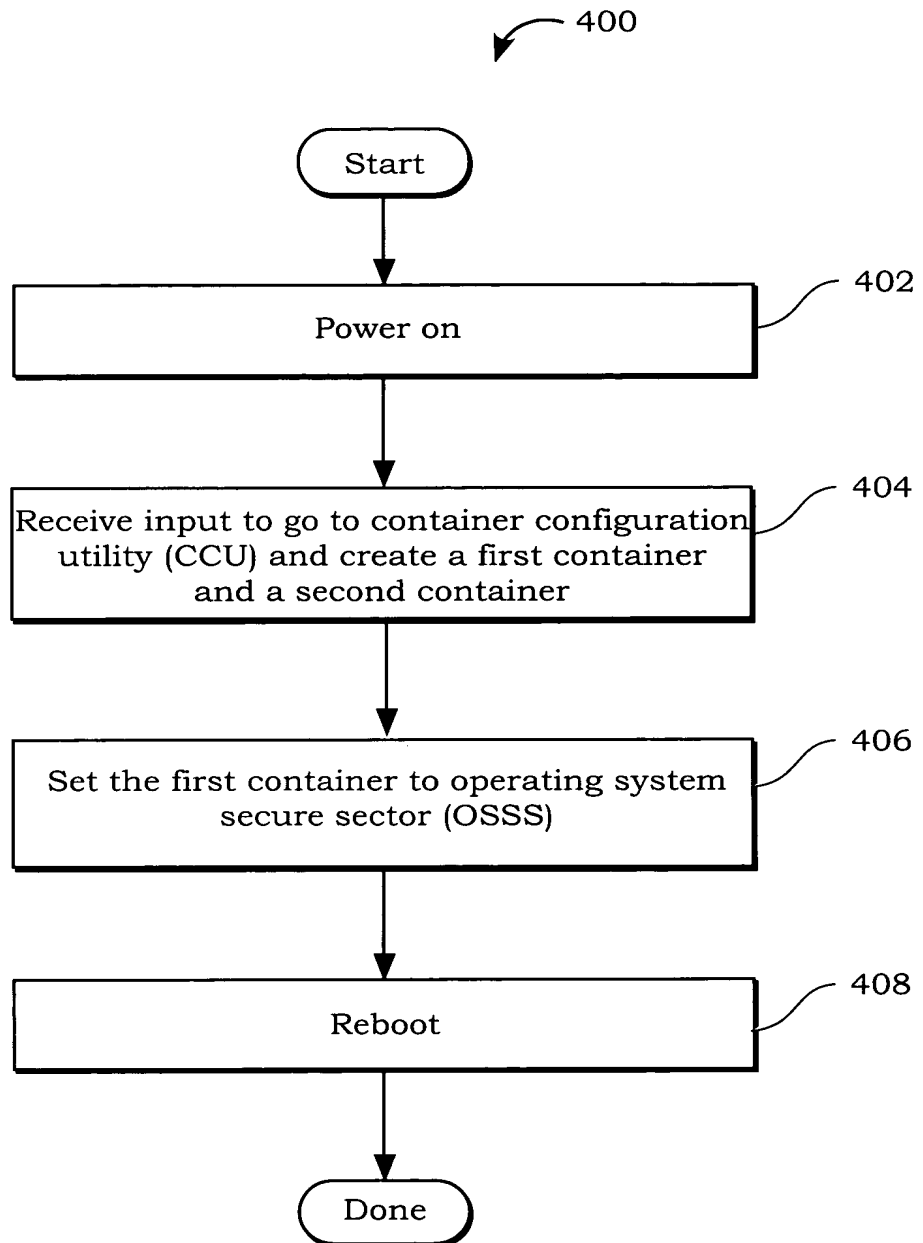 400
Start
402
Power on
404
Receive input to go to container configuration
utility (CCU) and create a first container
and a second container
406
Set the first container to operating system
secure sector (OSSS)
408
Reboot
Done